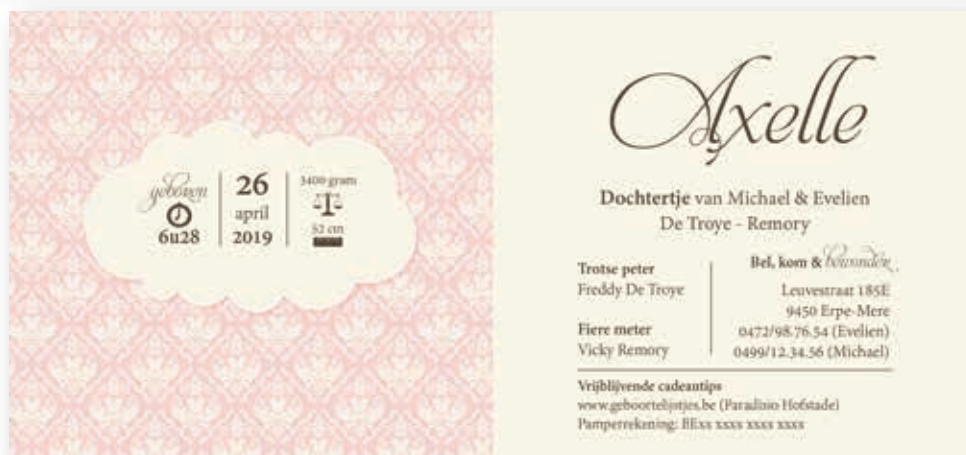 geboren
6u28
26
april
2019
3400 gram
52 cm
Axelle
Dochtertje van Michael & Evelien
De Troye - Remory
Trotse peter
Freddy De Troye
Fiere meter
Vicky Remory
Bel, kom & bewonder
Leuvestraat 185E
9450 Erpe-Mere
0472/98.76.54 (Evelien)
0499/12.34.56 (Michael)
Vrijblijvende cadeautips
www.geboortelijstjes.be (Paradisio Hofstade)
Pamperrekening: BExx xxxx xxxx xxxx